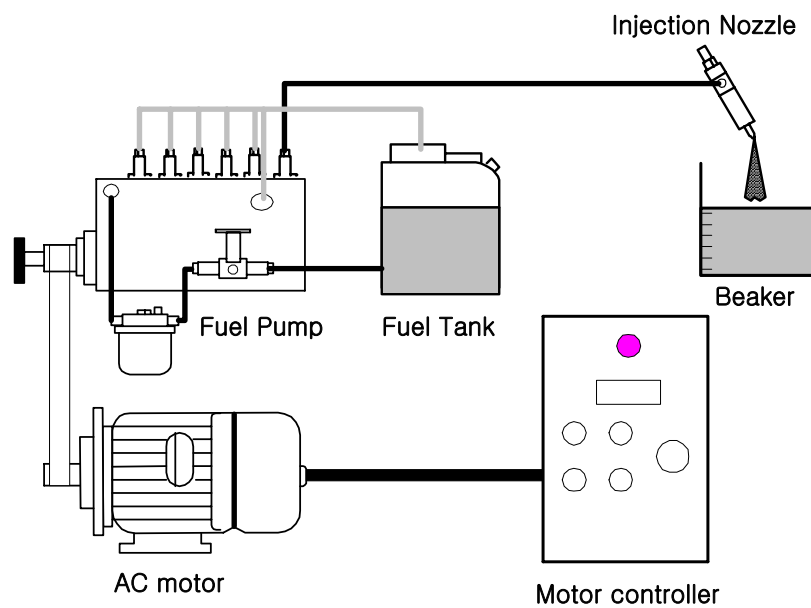 Injection Nozzle
Beaker
Fuel Pump
Fuel Tank
AC motor
Motor controller